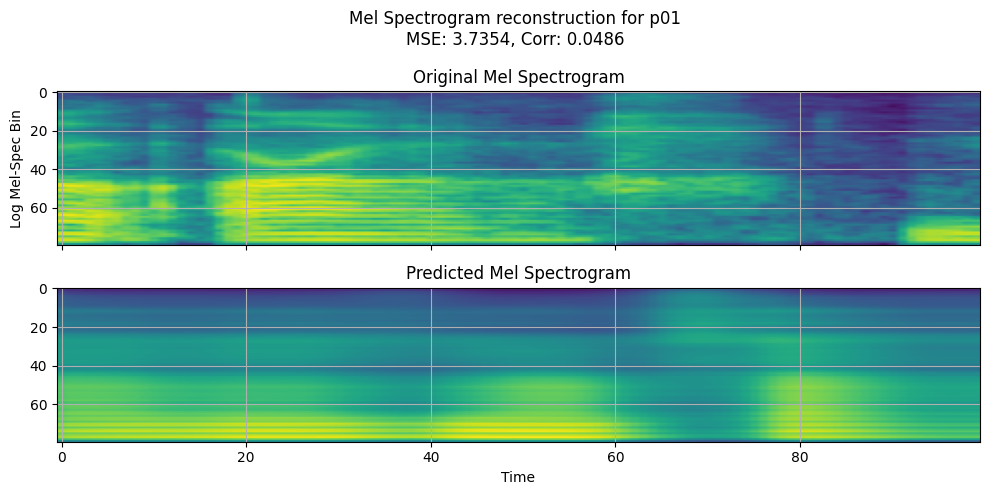 Mel Spectrogram reconstruction for p01
MSE: 3.7354, Corr: 0.0486
Original Mel Spectrogram
0
20
40
60
Log Mel-Spec Bin
Predicted Mel Spectrogram
0
20
40
60
0 20 40 60 80
Time